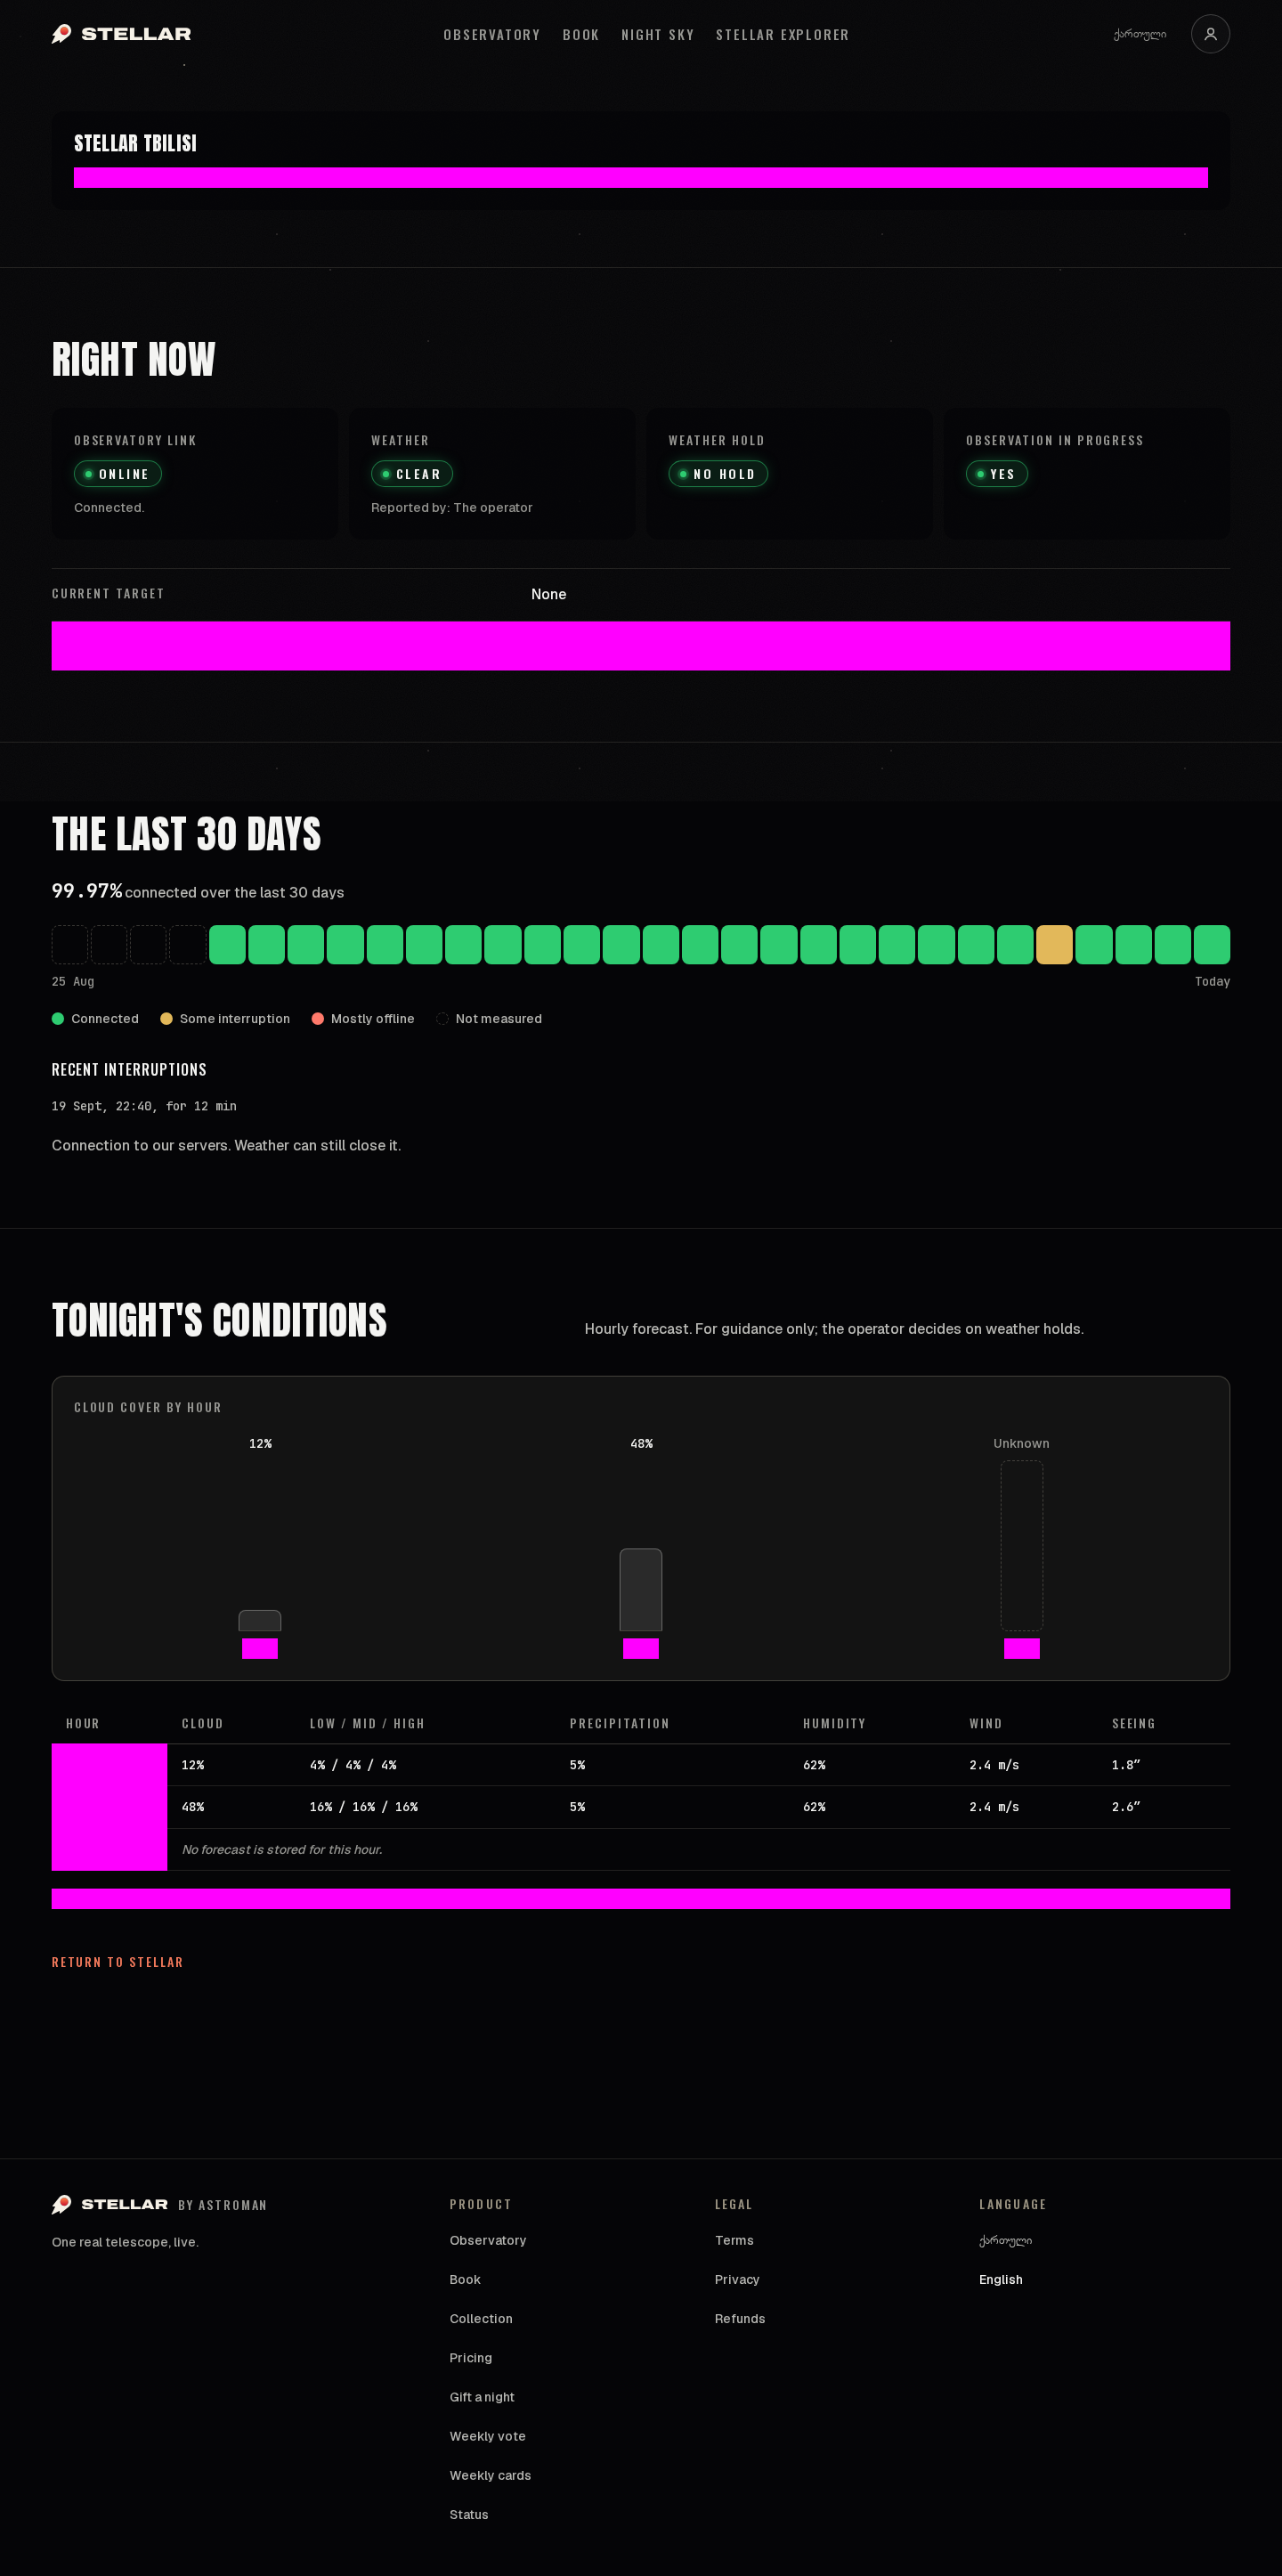 STELLAR
OBSERVATORY BOOK NIGHT SKY STELLAR EXPLORER
ქართული
STELLAR TBILISI
RIGHT NOW
OBSERVATORY LINK
ONLINE
Connected.
WEATHER
CLEAR
Reported by: The operator
WEATHER HOLD
NO HOLD
OBSERVATION IN PROGRESS
YES
CURRENT TARGET None
THE LAST 30 DAYS
99.97% connected over the last 30 days
25 Aug Today
Connected Some interruption Mostly offline Not measured
RECENT INTERRUPTIONS
19 Sept, 22:40, for 12 min
Connection to our servers. Weather can still close it.
TONIGHT'S CONDITIONS
Hourly forecast. For guidance only; the operator decides on weather holds.
CLOUD COVER BY HOUR
12% 48% Unknown
HOUR CLOUD LOW / MID / HIGH PRECIPITATION HUMIDITY WIND SEEING
12% 4% / 4% / 4% 5% 62% 2.4 m/s 1.8″
48% 16% / 16% / 16% 5% 62% 2.4 m/s 2.6″
No forecast is stored for this hour.
RETURN TO STELLAR
STELLAR BY ASTROMAN
One real telescope, live.
PRODUCT
Observatory
Book
Collection
Pricing
Gift a night
Weekly vote
Weekly cards
Status
LEGAL
Terms
Privacy
Refunds
LANGUAGE
ქართული
English